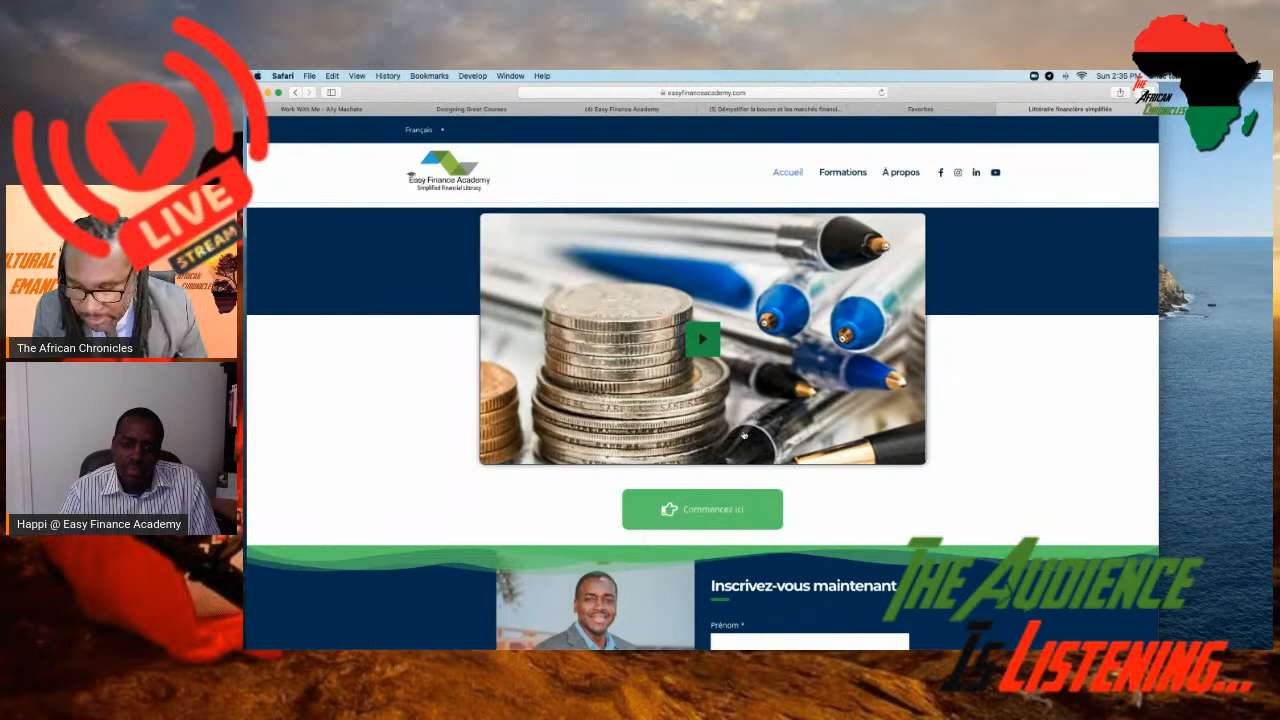 Safari File Edit View History Bookmarks Develop Window Help
Sun 2:35 PM
easyfinanceacademy.com
Work With Me - Ally Machate
Designing Great Courses
(4) Easy Finance Academy
Favorites
Littératie financière simplifiée
THE AFRICAN CHRONICLES
Français
Easy Finance Academy
Simplified Financial Literacy
Accueil Formations À propos
LIVE
STREAM
The African Chronicles
Happi @ Easy Finance Academy
Commencez ici
Inscrivez-vous maintenant
Prénom *
THE AUDIENCE
IS LISTENING...